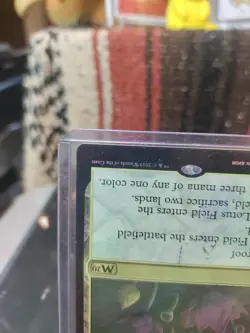 M20
roof
Field enters the battlefield
Lotus Field enters the
eld, sacrifice two lands.
three mana of any one color.
™ & © 2019 Wizards of the Coast